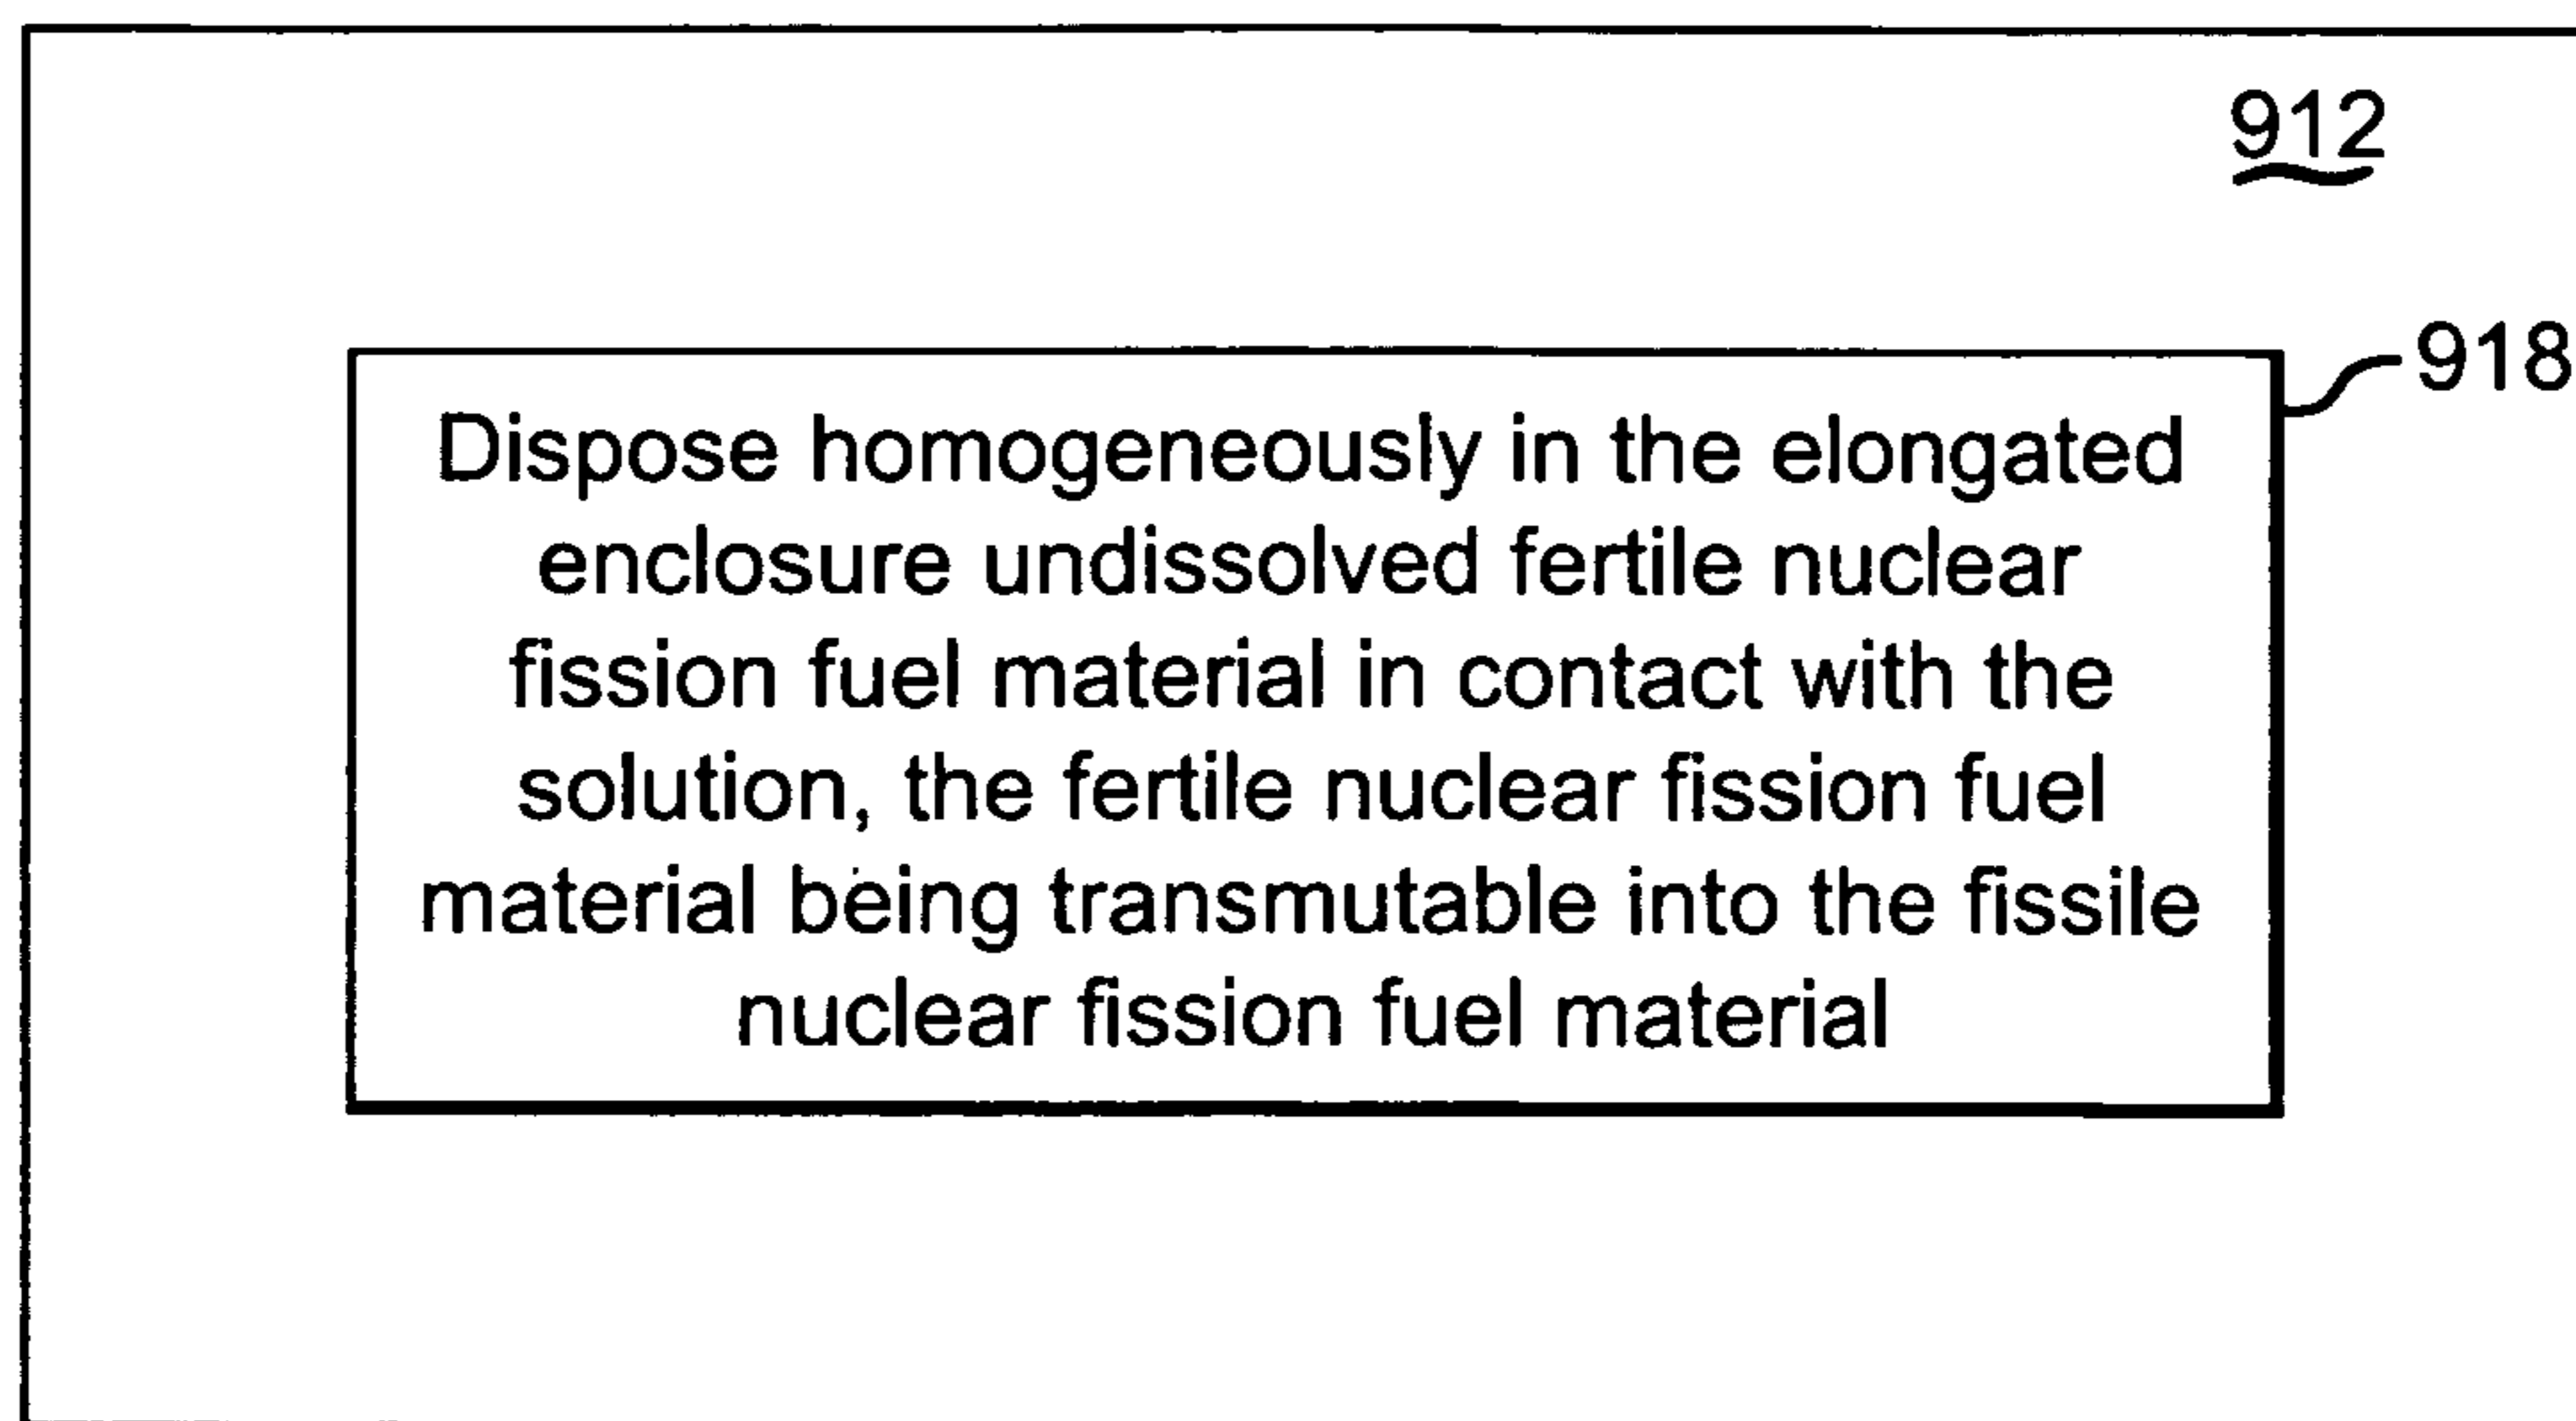 912
918
Dispose homogeneously in the elongated
enclosure undissolved fertile nuclear
fission fuel material in contact with the
solution, the fertile nuclear fission fuel
material being transmutable into the fissile
nuclear fission fuel material